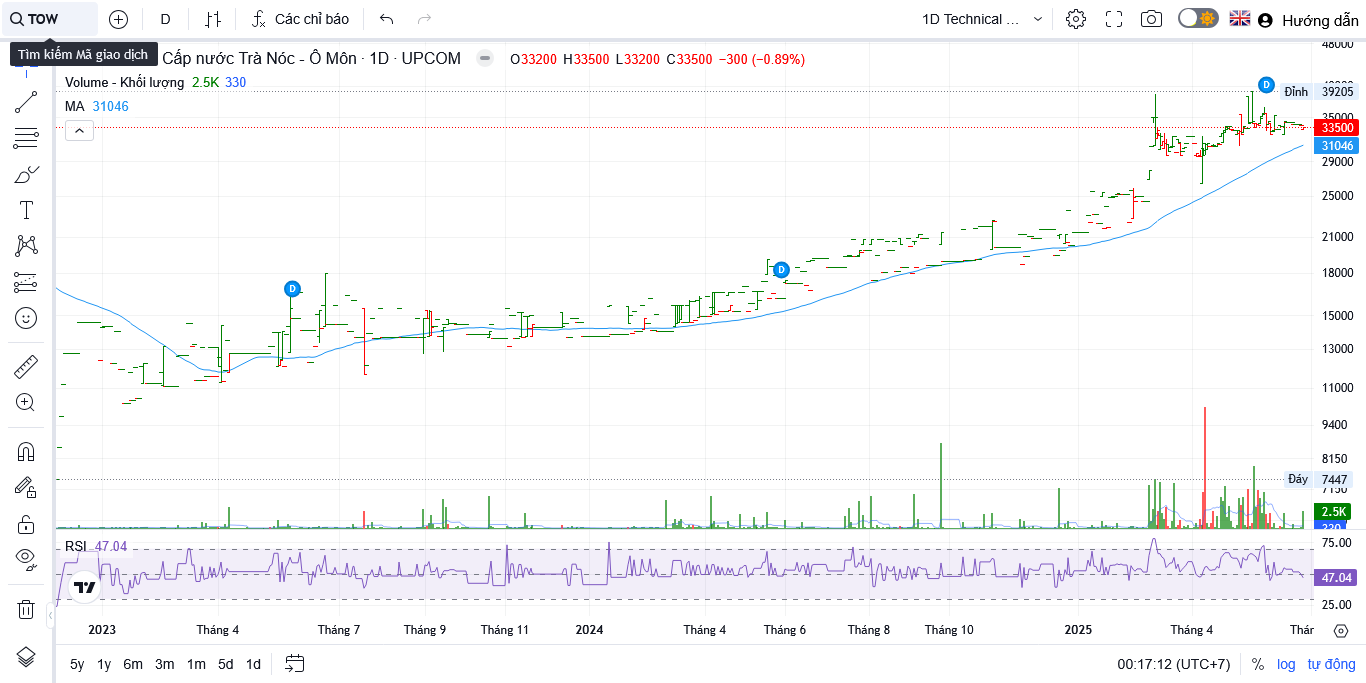 TOW
D
Các chỉ báo
1D Technical ...
Hướng dẫn
Tìm kiếm Mã giao dịch
Cấp nước Trà Nóc - Ô Môn · 1D · UPCOM
O33200 H33500 L33200 C33500 −300 (−0.89%)
Volume - Khối lượng 2.5K 330
MA 31046
D
D
D
48000
Đỉnh 39205
35000
33500
31046
29000
25000
21000
18000
15000
13000
11000
9400
8150
Đáy 7447
7150
2.5K
330
RSI 47.04
75.00
47.04
25.00
2023 Tháng 4 Tháng 7 Tháng 9 Tháng 11 2024 Tháng 4 Tháng 6 Tháng 8 Tháng 10 2025 Tháng 4 Thár
5y 1y 6m 3m 1m 5d 1d
00:17:12 (UTC+7) % log tự động